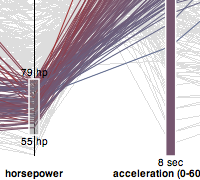 79 hp
55 hp
8 sec
horsepower
acceleration (0-60